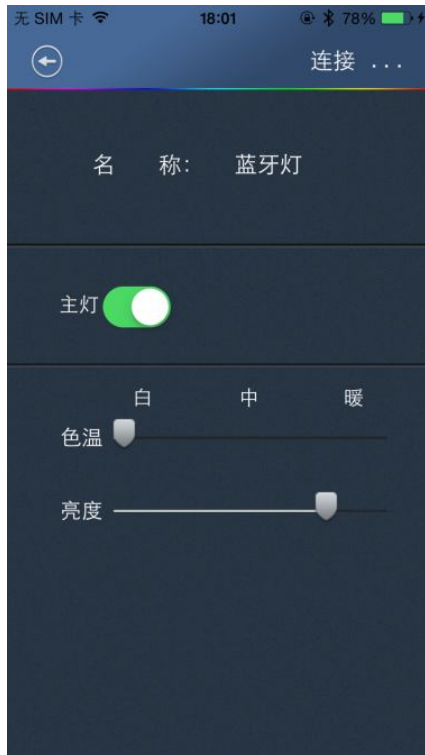 无 SIM 卡 18:01 78%
连接 ...
名 称: 蓝牙灯
主灯
白 中 暖
色温
亮度